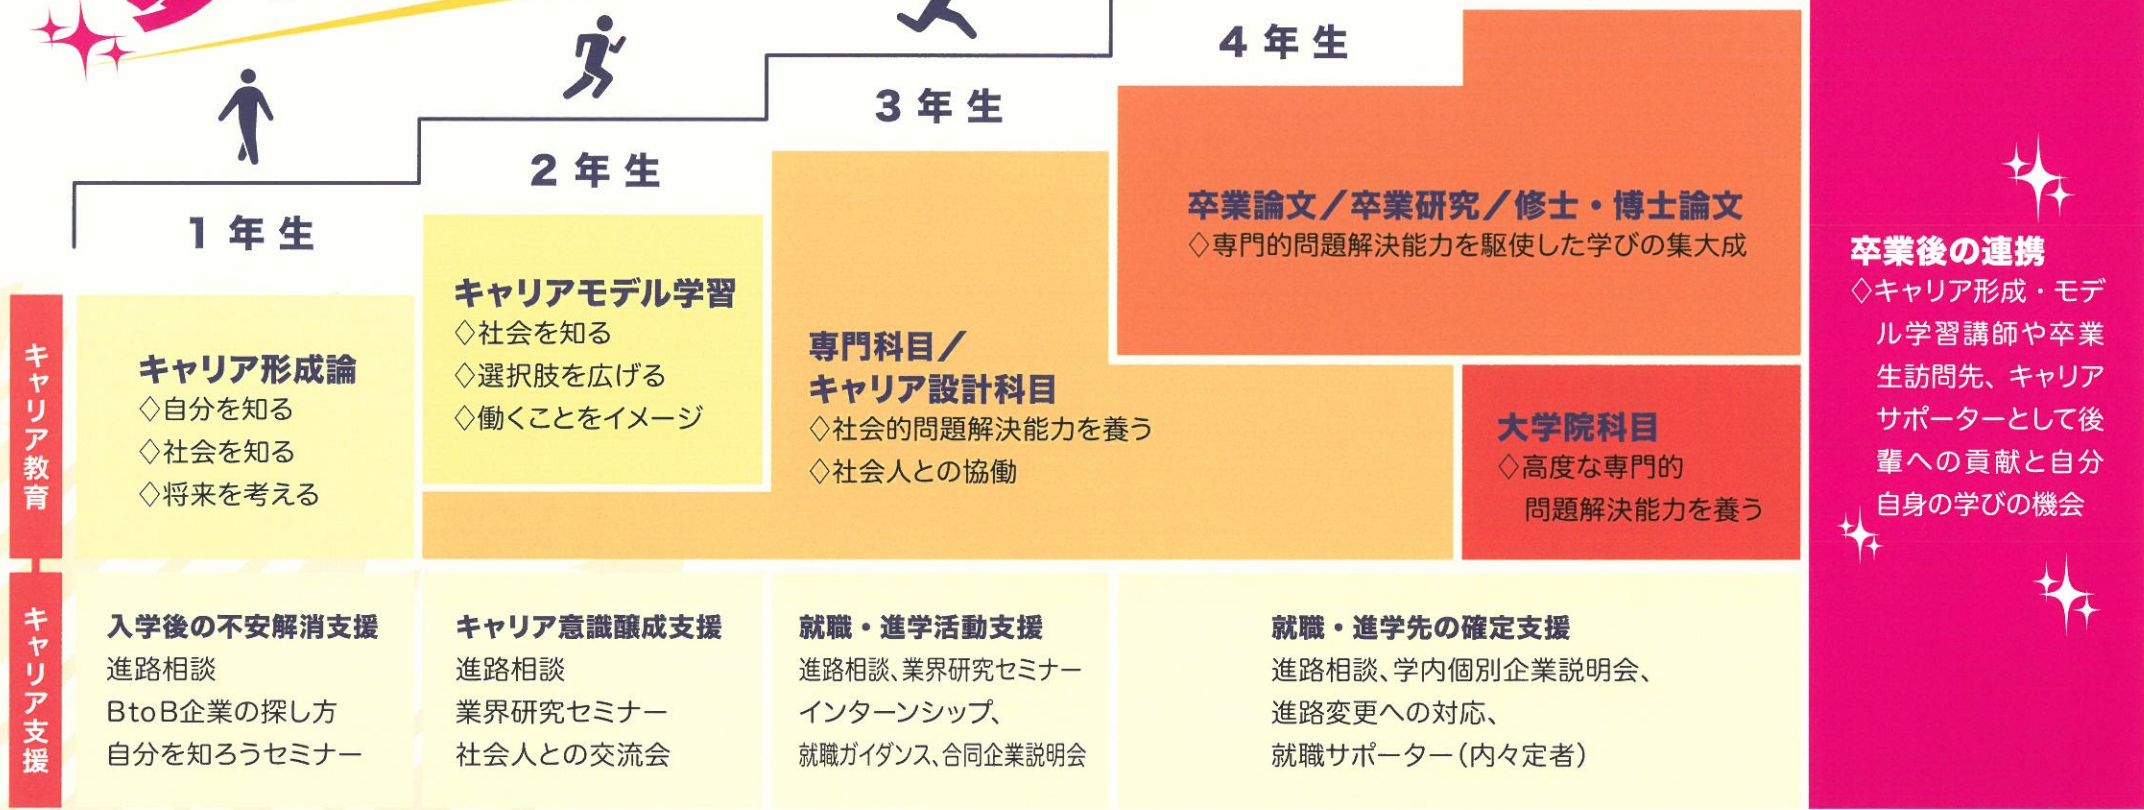 1年生
2年生
3年生
4年生
キャリア教育
キャリア形成論
◇自分を知る
◇社会を知る
◇将来を考える
キャリアモデル学習
◇社会を知る
◇選択肢を広げる
◇働くことをイメージ
専門科目／
キャリア設計科目
◇社会的問題解決能力を養う
◇社会人との協働
卒業論文／卒業研究／修士・博士論文
◇専門的問題解決能力を駆使した学びの集大成
大学院科目
◇高度な専門的
問題解決能力を養う
キャリア支援
入学後の不安解消支援
進路相談
BtoB企業の探し方
自分を知ろうセミナー
キャリア意識醸成支援
進路相談
業界研究セミナー
社会人との交流会
就職・進学活動支援
進路相談、業界研究セミナー
インターンシップ、
就職ガイダンス、合同企業説明会
就職・進学先の確定支援
進路相談、学内個別企業説明会、
進路変更への対応、
就職サポーター（内々定者）
卒業後の連携
◇キャリア形成・モデ
ル学習講師や卒業
生訪問先、キャリア
サポーターとして後
輩への貢献と自分
自身の学びの機会